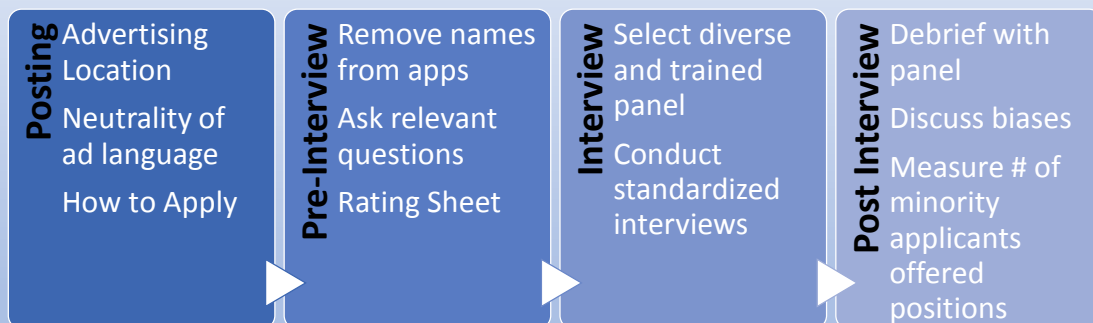 Posting
Advertising
Location
Neutrality of
ad language
How to Apply
Pre-Interview
Remove names
from apps
Ask relevant
questions
Rating Sheet
Interview
Select diverse
and trained
panel
Conduct
standardized
interviews
Post Interview
Debrief with
panel
Discuss biases
Measure # of
minority
applicants
offered
positions